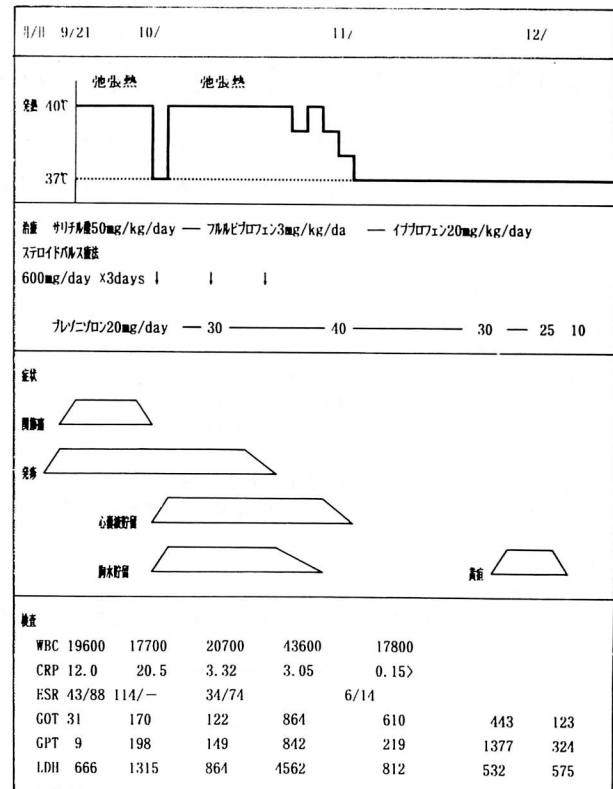 月/日 9/21 10/ 11/ 12/
弛張熱 弛張熱
発熱 40℃
37℃
治療 サリチル酸50mg/kg/day — フルルビプロフェン3mg/kg/da — イブプロフェン20mg/kg/day
ステロイドパルス療法
600mg/day ×3days ↓ ↓ ↓
プレゾニゾロン20mg/day — 30 — 40 — 30 — 25 10
症状
関節痛
発疹
心嚢液貯留
胸水貯留 黄疸
検査
WBC 19600 17700 20700 43600 17800
CRP 12.0 20.5 3.32 3.05 0.15>
ESR 43/88 114/− 34/74 6/14
GOT 31 170 122 864 610 443 123
GPT 9 198 149 842 219 1377 324
LDH 666 1315 864 4562 812 532 575